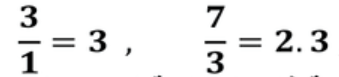 3/1 = 3 , 7/3 = 2.3